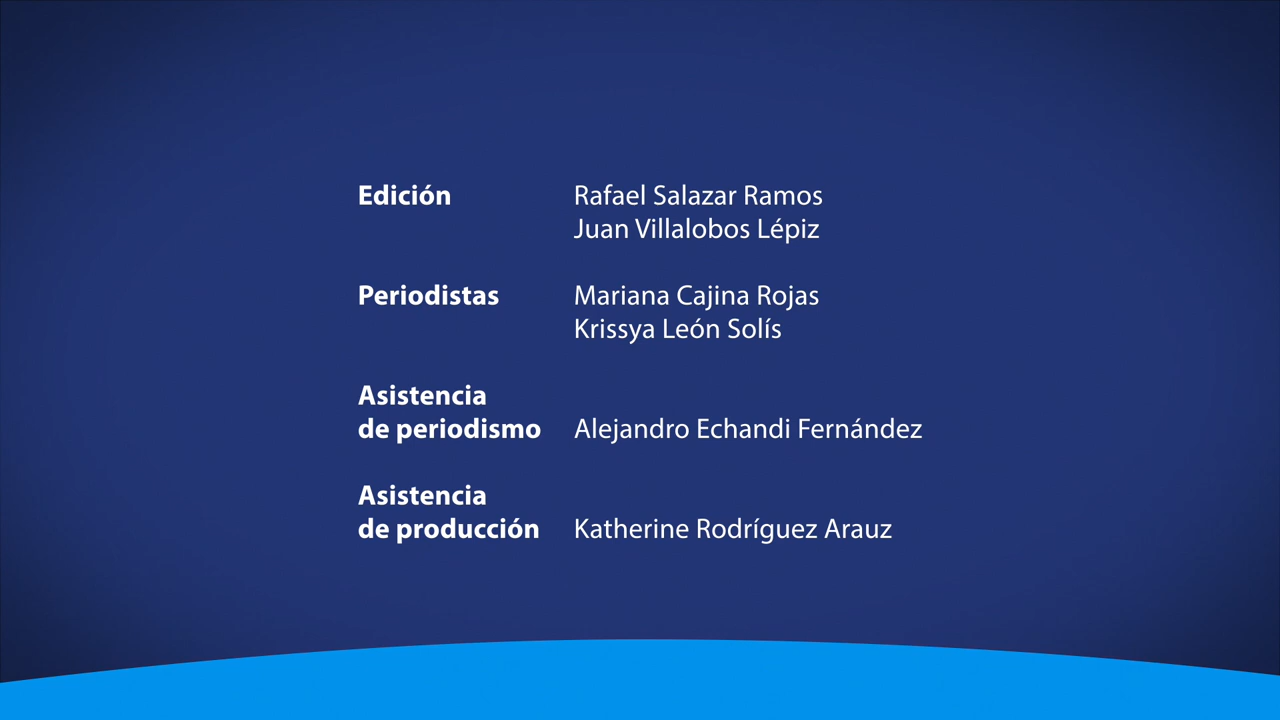 Edición Rafael Salazar Ramos
Juan Villalobos Lépiz
Periodistas Mariana Cajina Rojas
Krissya León Solís
Asistencia
de periodismo Alejandro Echandi Fernández
Asistencia
de producción Katherine Rodríguez Arauz